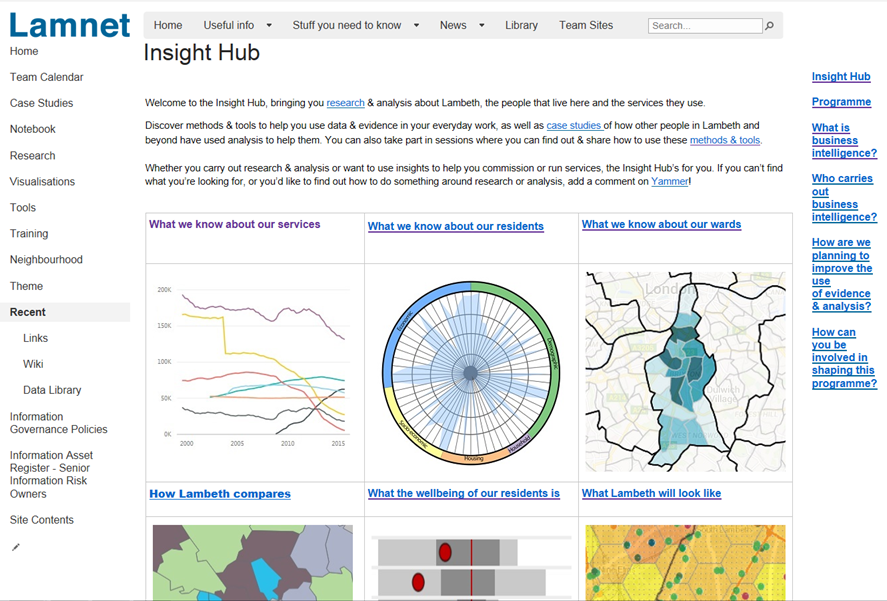 Lamnet
Home
Useful info
Stuff you need to know
News
Library
Team Sites
Search...
Home
Team Calendar
Case Studies
Notebook
Research
Visualisations
Tools
Training
Neighbourhood
Theme
Recent
Links
Wiki
Data Library
Information
Governance Policies
Information Asset
Register - Senior
Information Risk
Owners
Site Contents
Insight Hub
Welcome to the Insight Hub, bringing you research & analysis about Lambeth, the people that live here and the services they use.
Discover methods & tools to help you use data & evidence in your everyday work, as well as case studies of how other people in Lambeth and
beyond have used analysis to help them. You can also take part in sessions where you can find out & share how to use these methods & tools.
Whether you carry out research & analysis or want to use insights to help you commission or run services, the Insight Hub's for you. If you can't find
what you're looking for, or you'd like to find out how to do something around research or analysis, add a comment on Yammer!
What we know about our services
What we know about our residents
What we know about our wards
200K
150K
100K
50K
0K
2000
2005
2010
2015
Economic
Demographic
Socio-economic
Housing
Household
London
Dulwich
Village
How Lambeth compares
What the wellbeing of our residents is
What Lambeth will look like
Insight Hub
Programme
What is
business
intelligence?
Who carries
out
business
intelligence?
How are we
planning to
improve the
use
of evidence
& analysis?
How can
you be
involved in
shaping this
programme?